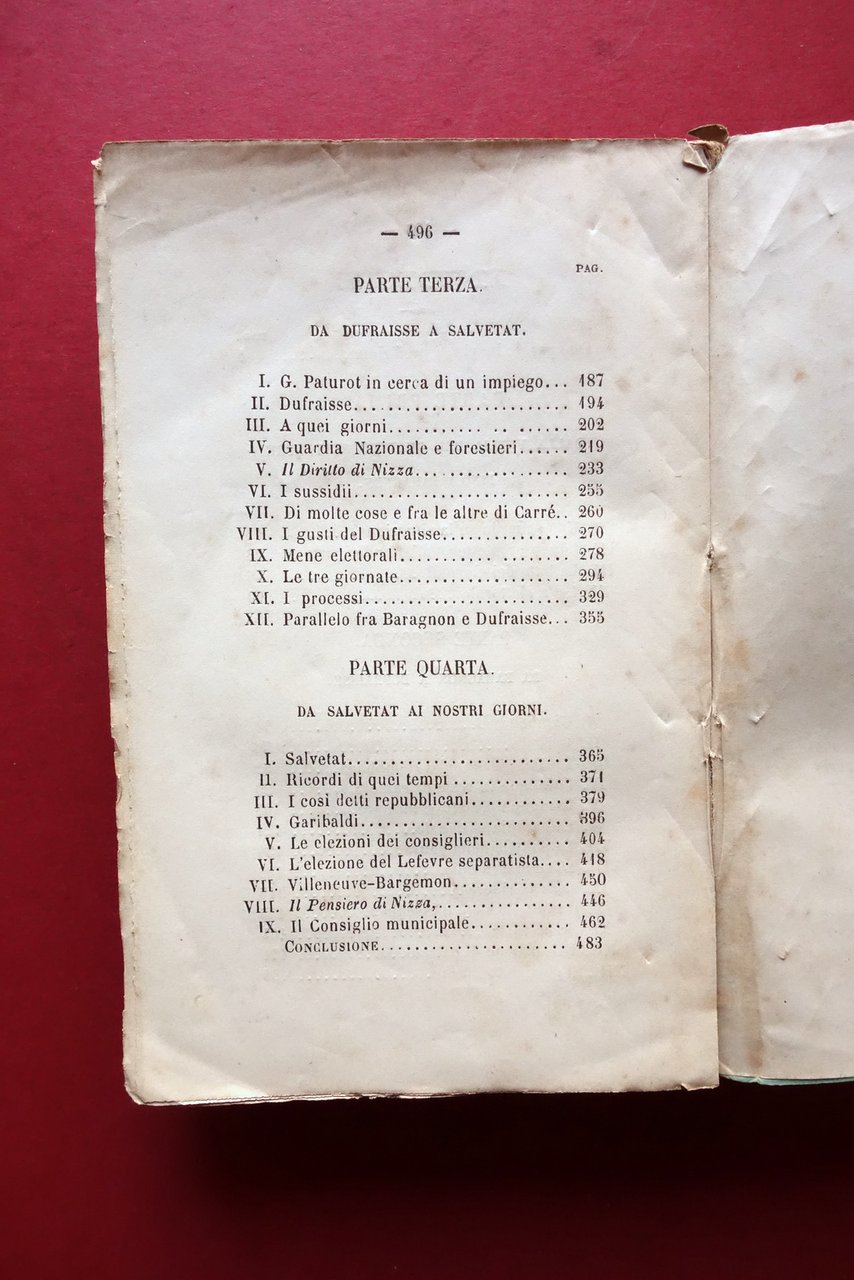 — 496 —
PAG.
PARTE TERZA.
DA DUFRAISSE A SALVETAT.
I. G. Paturot in cerca di un impiego... 187
II. Dufraisse......................... 194
III. A quei giorni........... .. ...... 202
IV. Guardia Nazionale e forestieri...... 219
V. Il Diritto di Nizza................. 233
VI. I sussidii................. ...... 255
VII. Di molte cose e fra le altre di Carré.. 260
VIII. I gusti del Dufraisse............... 270
IX. Mene elettorali.................... 278
X. Le tre giornate.................... 294
XI. I processi........................ 329
XII. Parallelo fra Baragnon e Dufraisse... 355
PARTE QUARTA.
DA SALVETAT AI NOSTRI GIORNI.
I. Salvetat.......................... 365
II. Ricordi di quei tempi .............. 371
III. I così detti repubblicani............ 379
IV. Garibaldi......................... 396
V. Le elezioni dei consiglieri.......... 404
VI. L'elezione del Lefevre separatista.... 418
VII. Villeneuve-Bargemon.............. 450
VIII. Il Pensiero di Nizza,................ 446
IX. Il Consiglio municipale............ 462
CONCLUSIONE...................... 483